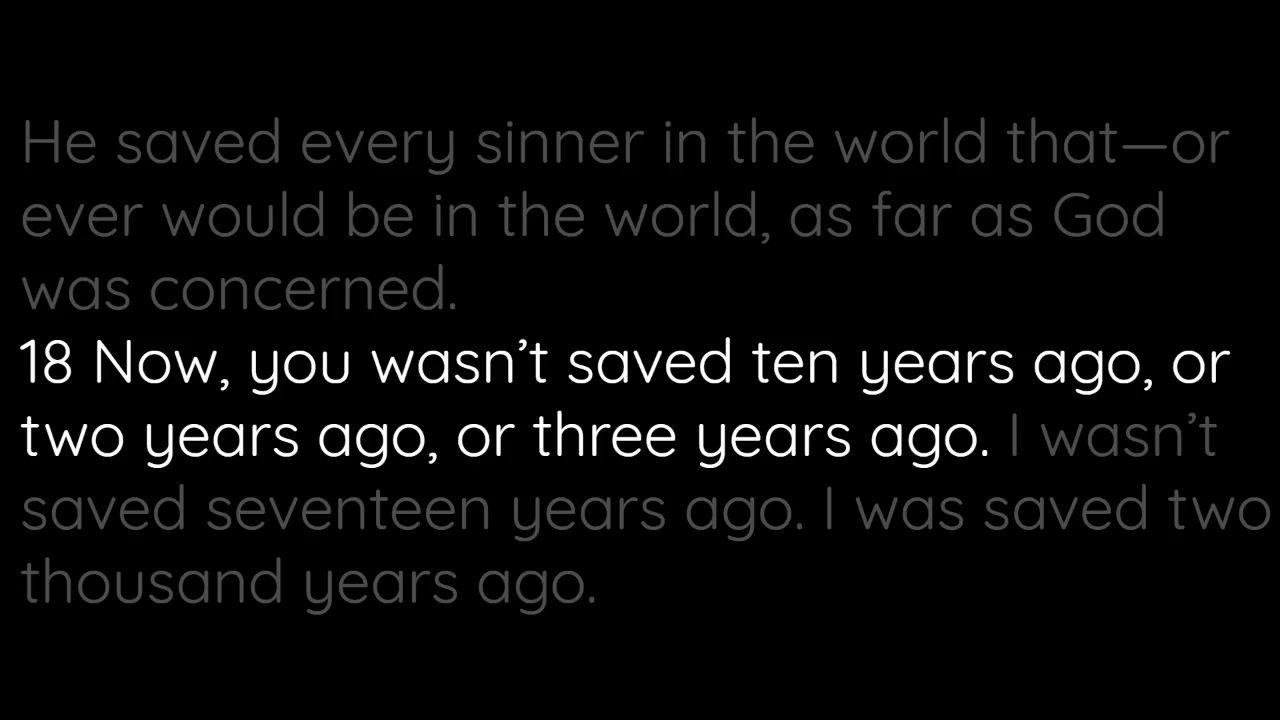 He saved every sinner in the world that—or
ever would be in the world, as far as God
was concerned.
18 Now, you wasn’t saved ten years ago, or
two years ago, or three years ago. I wasn’t
saved seventeen years ago. I was saved two
thousand years ago.